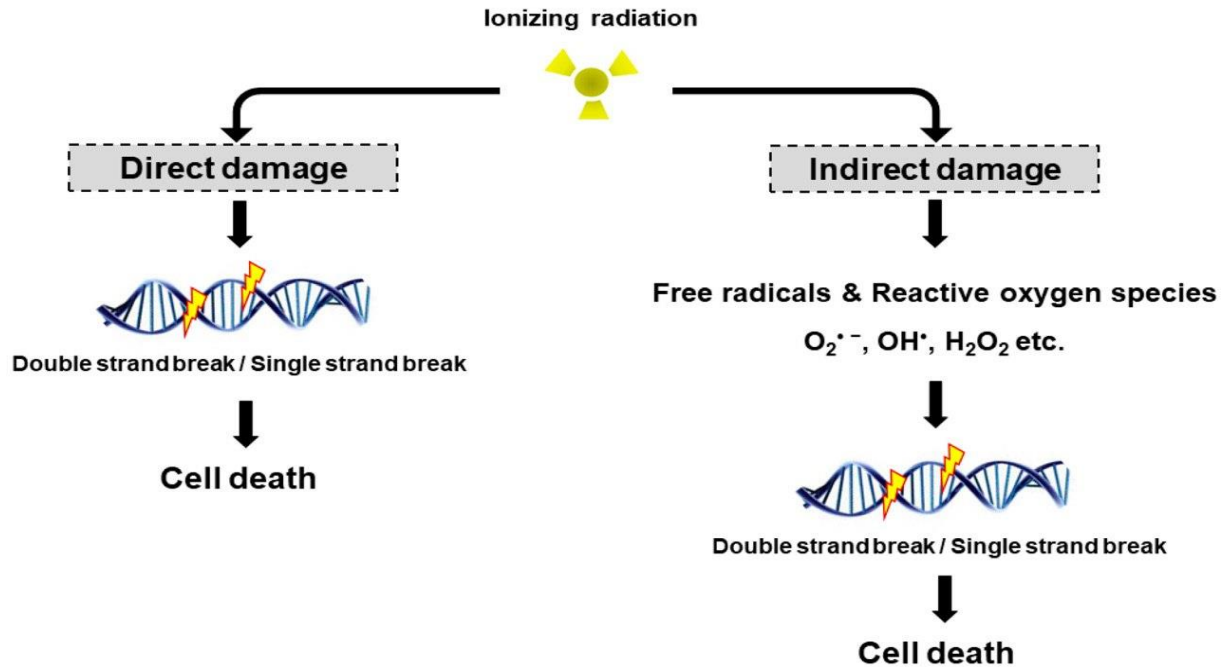 Ionizing radiation
Direct damage
Double strand break / Single strand break
Cell death
Indirect damage
Free radicals & Reactive oxygen species
O₂•⁻, OH•, H₂O₂ etc.
Double strand break / Single strand break
Cell death